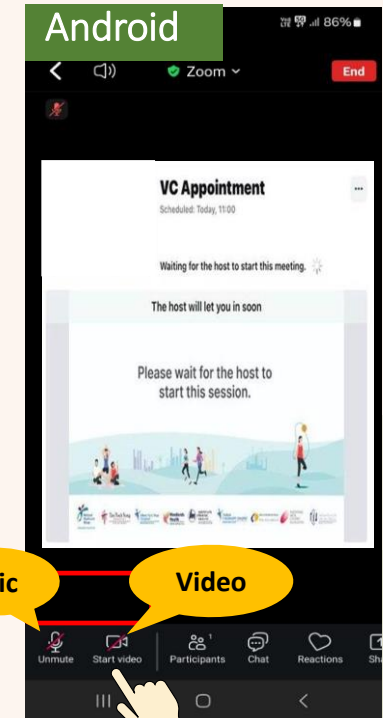 Android
86%
Zoom
End
VC Appointment
Scheduled: Today, 11:00
Waiting for the host to start this meeting.
The host will let you in soon
Please wait for the host to
start this session.
ic
Video
Unmute
Start video
Participants
1
Chat
Reactions
Sh